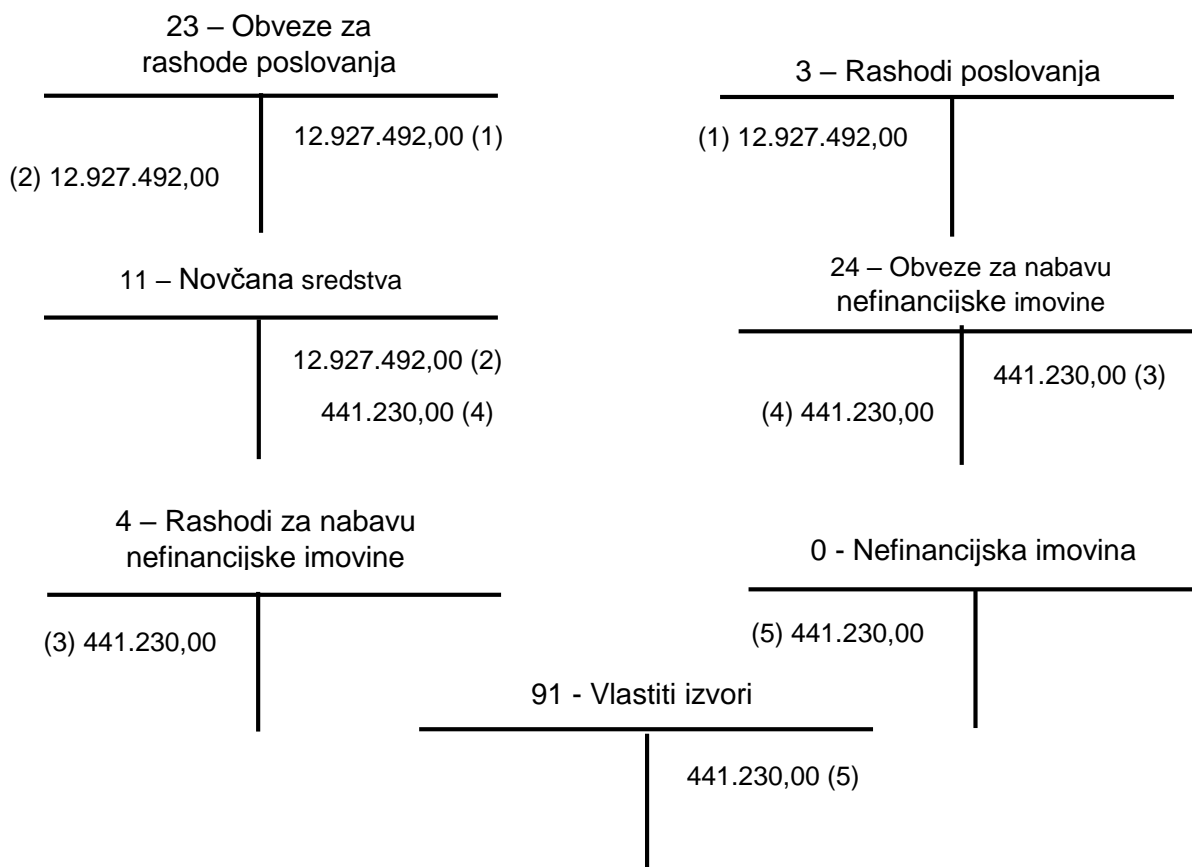 23 – Obveze za
rashode poslovanja
12.927.492,00 (1)
(2) 12.927.492,00
3 – Rashodi poslovanja
(1) 12.927.492,00
11 – Novčana sredstva
12.927.492,00 (2)
441.230,00 (4)
24 – Obveze za nabavu
nefinancijske imovine
441.230,00 (3)
(4) 441.230,00
4 – Rashodi za nabavu
nefinancijske imovine
(3) 441.230,00
0 - Nefinancijska imovina
(5) 441.230,00
91 - Vlastiti izvori
441.230,00 (5)